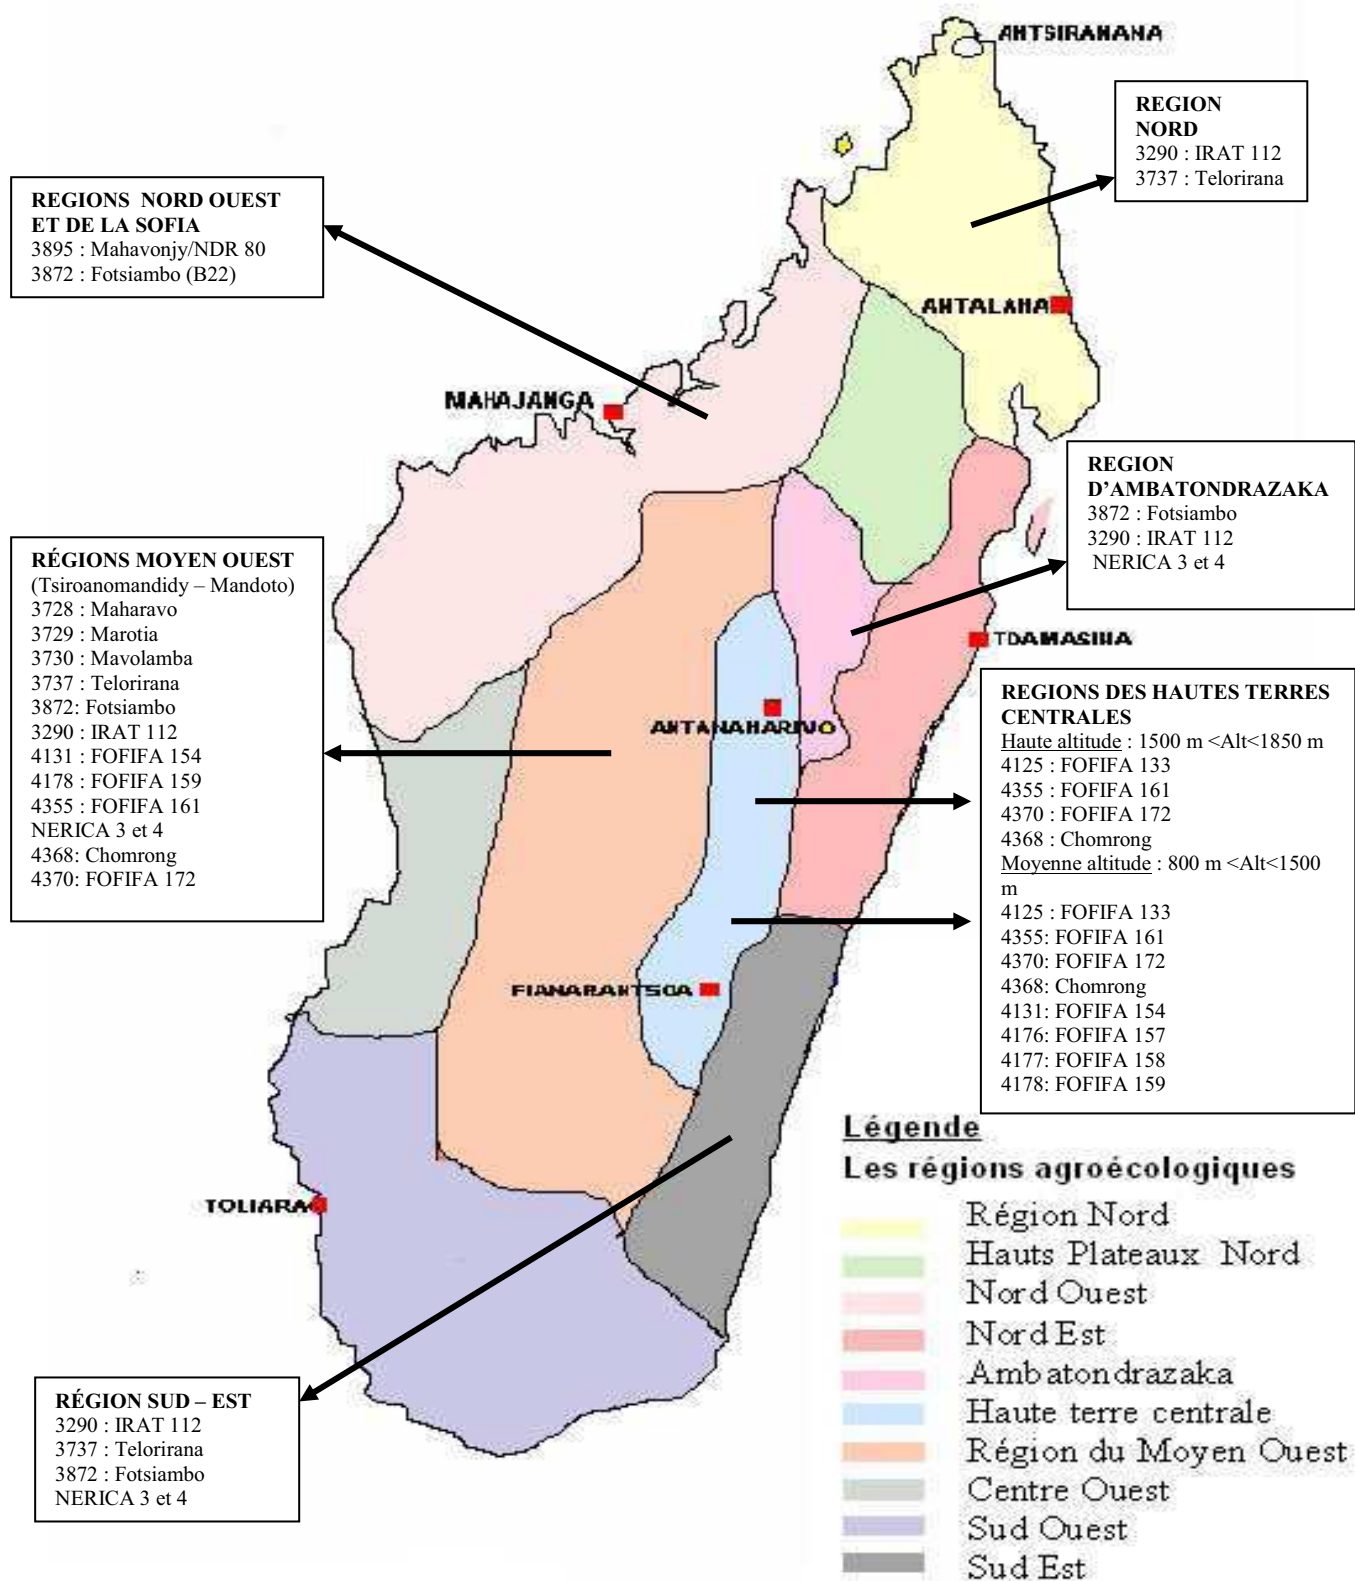 ANTSIRANANA
REGION
NORD
3290 : IRAT 112
3737 : Telorirana
REGIONS NORD OUEST
ET DE LA SOFIA
3895 : Mahavonjy/NDR 80
3872 : Fotsiambo (B22)
ANTALAHA
MAHAJANGA
REGION
D'AMBATONDRAZAKA
3872 : Fotsiambo
3290 : IRAT 112
NERICA 3 et 4
RÉGIONS MOYEN OUEST
(Tsiroanomandidy – Mandoto)
3728 : Maharavo
3729 : Marotia
3730 : Mavolamba
3737 : Telorirana
3872: Fotsiambo
3290 : IRAT 112
4131 : FOFIFA 154
4178 : FOFIFA 159
4355 : FOFIFA 161
NERICA 3 et 4
4368: Chomrong
4370: FOFIFA 172
TOAMASINA
ANTANANARIVO
REGIONS DES HAUTES TERRES
CENTRALES
Haute altitude : 1500 m <Alt<1850 m
4125 : FOFIFA 133
4355 : FOFIFA 161
4370 : FOFIFA 172
4368 : Chomrong
Moyenne altitude : 800 m <Alt<1500
m
4125 : FOFIFA 133
4355: FOFIFA 161
4370: FOFIFA 172
4368: Chomrong
4131: FOFIFA 154
4176: FOFIFA 157
4177: FOFIFA 158
4178: FOFIFA 159
FIANARANTSOA
TOLIARA
RÉGION SUD – EST
3290 : IRAT 112
3737 : Telorirana
3872 : Fotsiambo
NERICA 3 et 4
Légende
Les régions agroécologiques
Région Nord
Hauts Plateaux Nord
Nord Ouest
Nord Est
Ambatondrazaka
Haute terre centrale
Région du Moyen Ouest
Centre Ouest
Sud Ouest
Sud Est